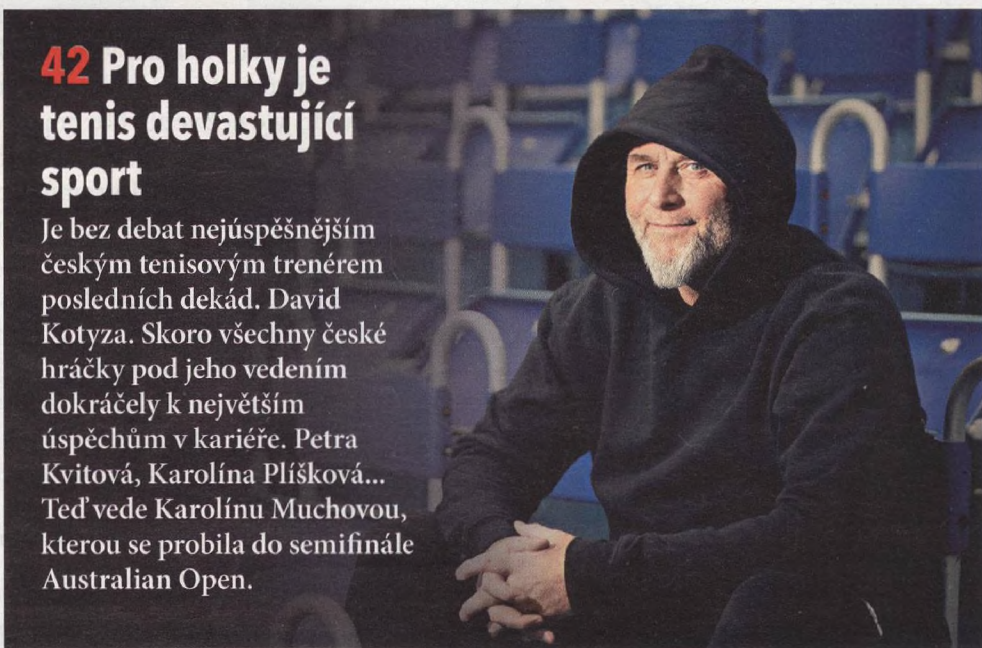 42 Pro holky je
tenis devastující
sport
Je bez debat nejúspěšnějším
českým tenisovým trenérem
posledních dekád. David
Kotyza. Skoro všechny české
hráčky pod jeho vedením
dokráčely k největším
úspěchům v kariéře. Petra
Kvitová, Karolína Plíšková...
Teď vede Karolínu Muchovou,
kterou se probila do semifinále
Australian Open.